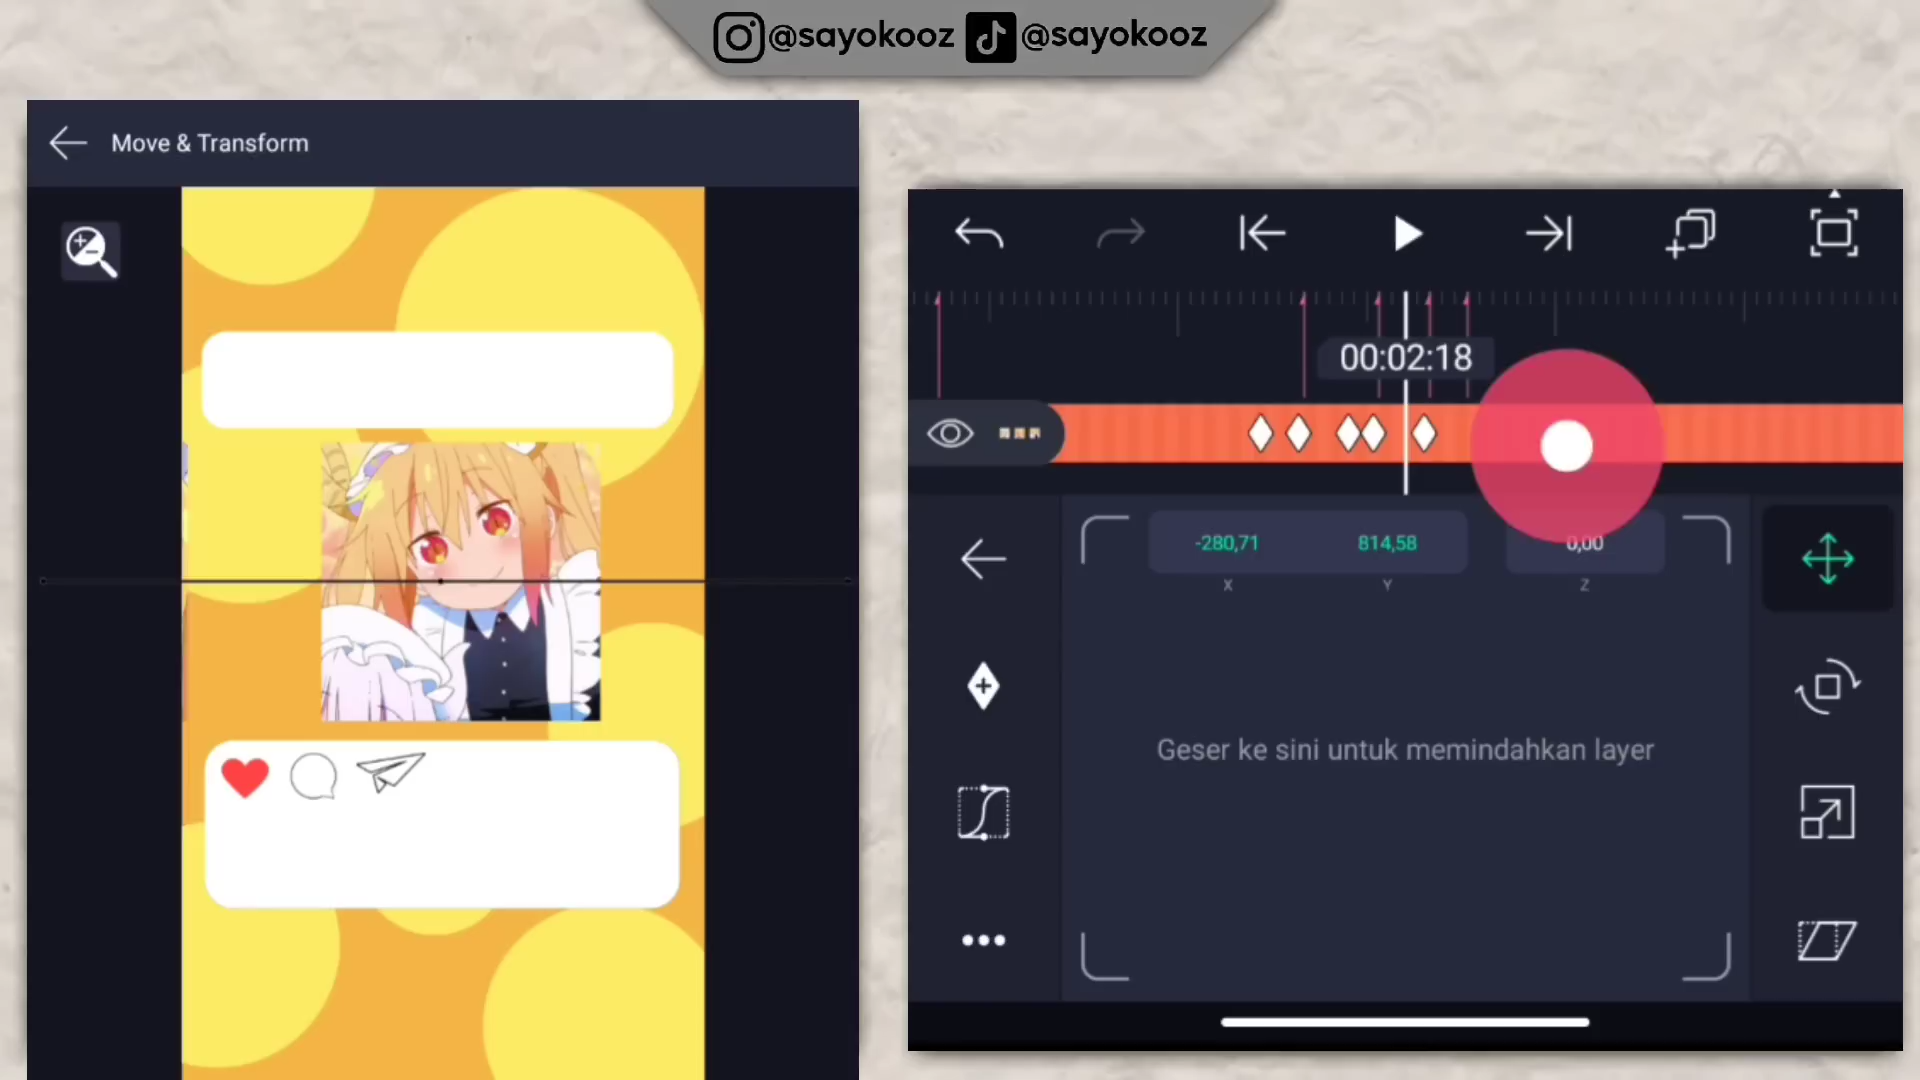 @sayokooz @sayokooz
Move & Transform
00:02:18
-280,71 814,58 0,00
X Y Z
Geser ke sini untuk memindahkan layer